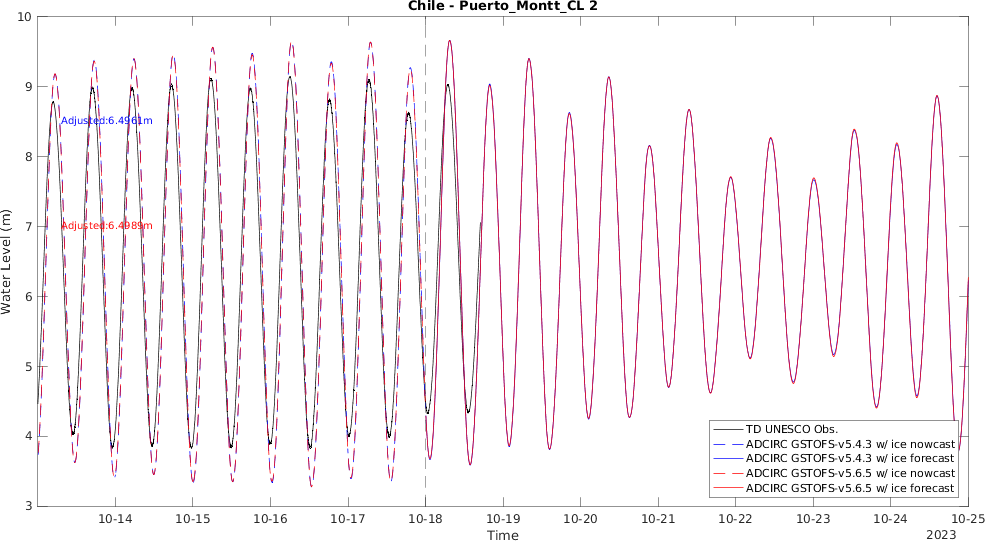 Chile - Puerto_Montt_CL 2
10
9
8
7
6
5
4
3
Water Level (m)
Adjusted:6.4961m
Adjusted:6.4989m
TD UNESCO Obs.
ADCIRC GSTOFS-v5.4.3 w/ ice nowcast
ADCIRC GSTOFS-v5.4.3 w/ ice forecast
ADCIRC GSTOFS-v5.6.5 w/ ice nowcast
ADCIRC GSTOFS-v5.6.5 w/ ice forecast
10-14 10-15 10-16 10-17 10-18 10-19 10-20 10-21 10-22 10-23 10-24 10-25
Time
2023